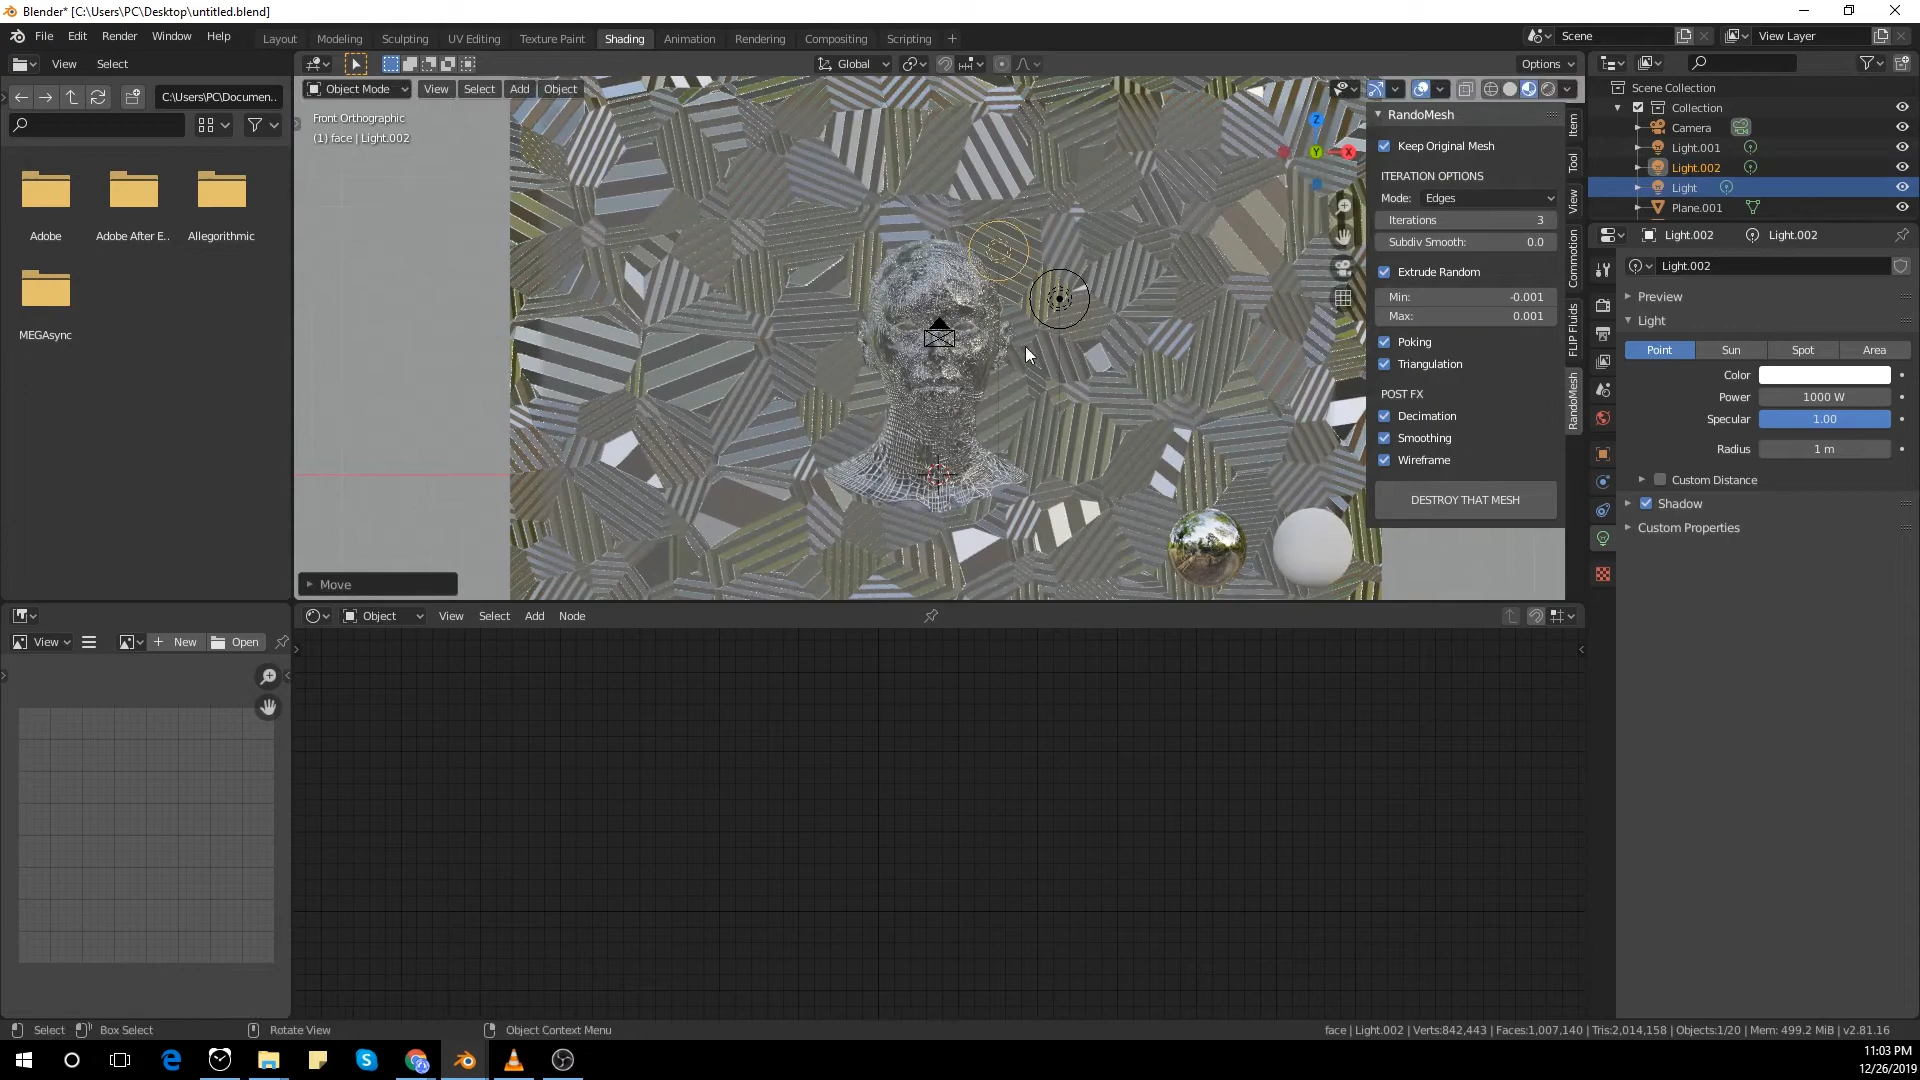 Blender* [C:\Users\PC\Desktop\untitled.blend]
File Edit Render Window Help
Layout Modeling Sculpting UV Editing Texture Paint Shading Animation Rendering Compositing Scripting
Scene View Layer
View Select
Global
Options
C:\Users\PC\Documen..
Object Mode View Select Add Object
Front Orthographic
(1) face | Light.002
Adobe
Adobe After E..
Allegorithmic
MEGAsync
Z
Y
X
RandoMesh
Keep Original Mesh
ITERATION OPTIONS
Mode: Edges
Iterations 3
Subdiv Smooth: 0.0
Extrude Random
Min: -0.001
Max: 0.001
Poking
Triangulation
POST FX
Decimation
Smoothing
Wireframe
DESTROY THAT MESH
Item
Tool
View
Commotion
FLIP Fluids
RandoMesh
Move
Scene Collection
Collection
Camera
Light.001
Light.002
Light
Plane.001
Light.002 Light.002
Light.002
Preview
Light
Point Sun Spot Area
Color
Power 1000 W
Specular 1.00
Radius 1 m
Custom Distance
Shadow
Custom Properties
Object View Select Add Node
View New Open
Select Box Select Rotate View Object Context Menu
face | Light.002 | Verts:842,443 | Faces:1,007,140 | Tris:2,014,158 | Objects:1/20 | Mem: 499.2 MiB | v2.81.16
11:03 PM
12/26/2019